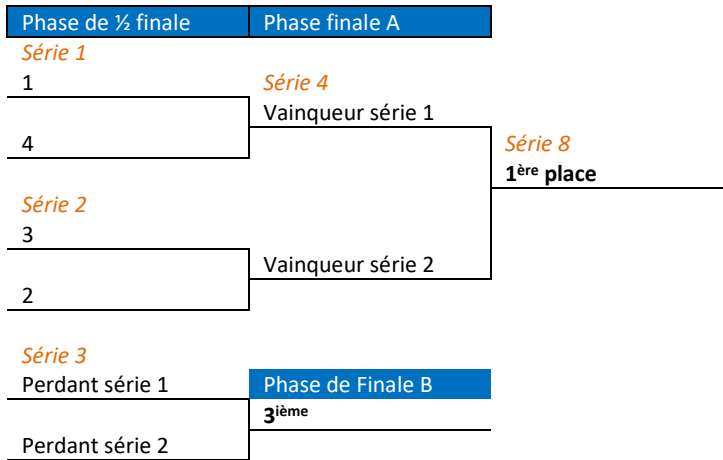 Phase de ½ finale Phase finale A
Série 1
1 Série 4
Vainqueur série 1
4 Série 8
1ère place
Série 2
3
Vainqueur série 2
2
Série 3
Perdant série 1 Phase de Finale B
3ième
Perdant série 2